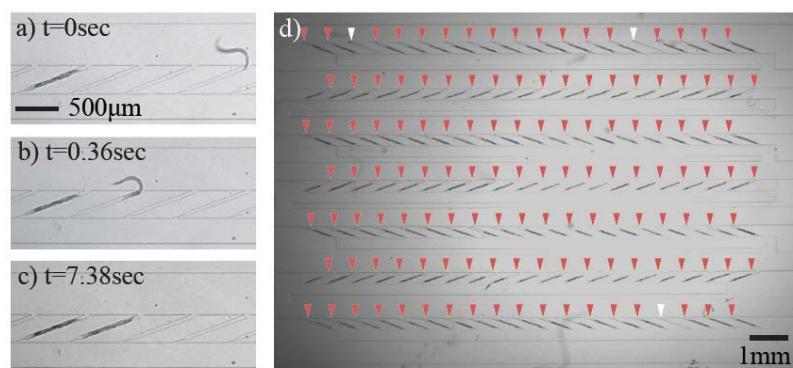 a) t=0sec
500μm
b) t=0.36sec
c) t=7.38sec
d)
1mm